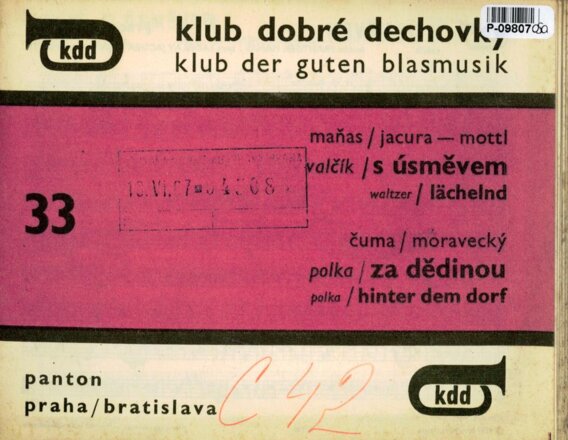 kdd
klub dobré dechovky
klub der guten blasmusik
P-09807
maňas / jacura — mottl
valčík / s úsměvem
waltzer / lächelnd
33
čuma / moravecký
polka / za dědinou
polka / hinter dem dorf
panton
praha / bratislava
C 42
kdd